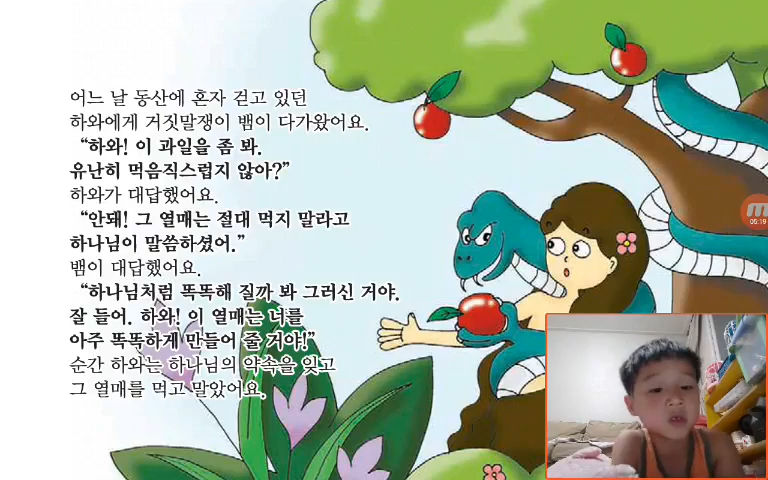 어느 날 동산에 혼자 걷고 있던
하와에게 거짓말쟁이 뱀이 다가왔어요.
“하와! 이 과일을 좀 봐.
유난히 먹음직스럽지 않아?”
하와가 대답했어요.
“안돼! 그 열매는 절대 먹지 말라고
하나님이 말씀하셨어.”
뱀이 대답했어요.
“하나님처럼 똑똑해 질까 봐 그러신 거야.
잘 들어. 하와! 이 열매는 너를
아주 똑똑하게 만들어 줄 거야!”
순간 하와는 하나님의 약속을 잊고
그 열매를 먹고 말았어요.
05:19